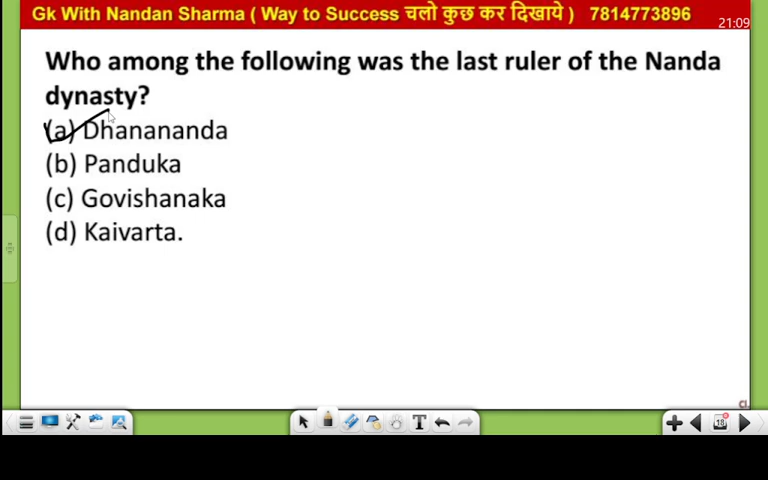 Gk With Nandan Sharma ( Way to Success चलो कुछ कर दिखाये ) 7814773896
21:09
Who among the following was the last ruler of the Nanda
dynasty?
(a) Dhanananda
(b) Panduka
(c) Govishanaka
(d) Kaivarta.
18